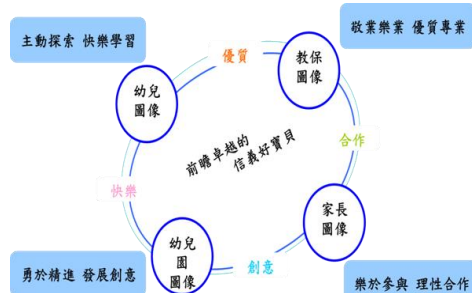 主動探索 快樂學習
敬業樂業 優質專業
優質
幼兒
圖像
教保
圖像
前瞻卓越的
信義好寶貝
合作
快樂
家長
圖像
幼兒
園
圖像
創意
勇於精進 發展創意
樂於參與 理性合作